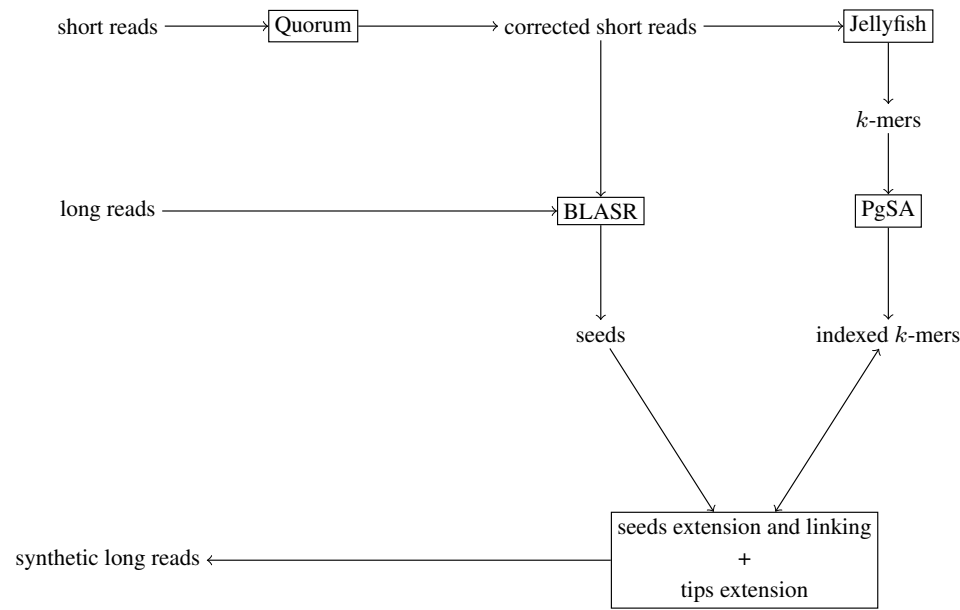 short reads
Quorum
corrected short reads
Jellyfish
k-mers
long reads
BLASR
PgSA
seeds
indexed k-mers
seeds extension and linking
+
tips extension
synthetic long reads